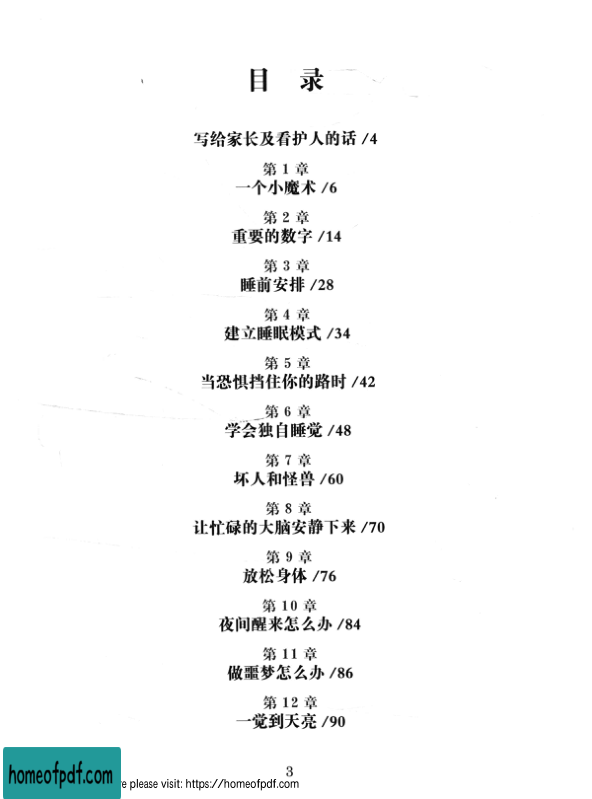 目 录
写给家长及看护人的话 /4
第 1 章
一个小魔术 /6
第 2 章
重要的数字 /14
第 3 章
睡前安排 /28
第 4 章
建立睡眠模式 /34
第 5 章
当恐惧挡住你的路时 /42
第 6 章
学会独自睡觉 /48
第 7 章
坏人和怪兽 /60
第 8 章
让忙碌的大脑安静下来 /70
第 9 章
放松身体 /76
第 10 章
夜间醒来怎么办 /84
第 11 章
做噩梦怎么办 /86
第 12 章
一觉到天亮 /90
3
homeofpdf.com
please visit: https://homeofpdf.com